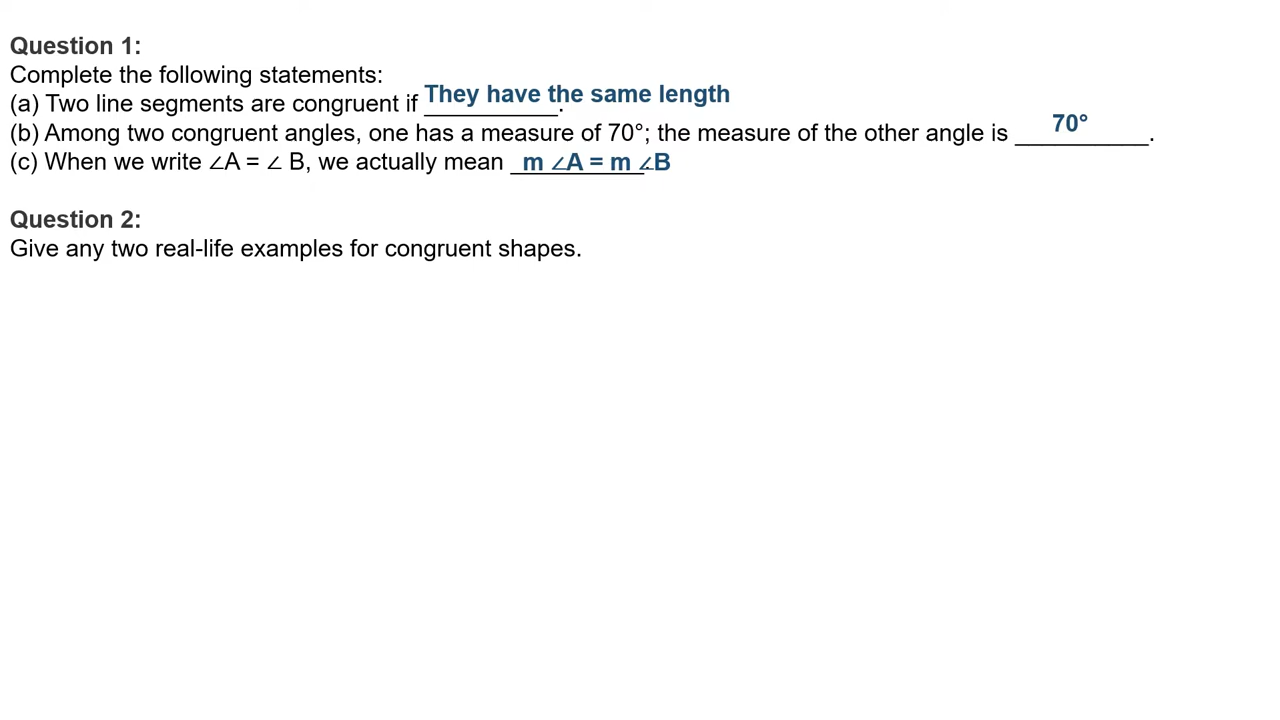 Question 1:
Complete the following statements:
(a) Two line segments are congruent if They have the same length.
(b) Among two congruent angles, one has a measure of 70°; the measure of the other angle is 70°.
(c) When we write ∠A = ∠ B, we actually mean m ∠A = m ∠B
Question 2:
Give any two real-life examples for congruent shapes.